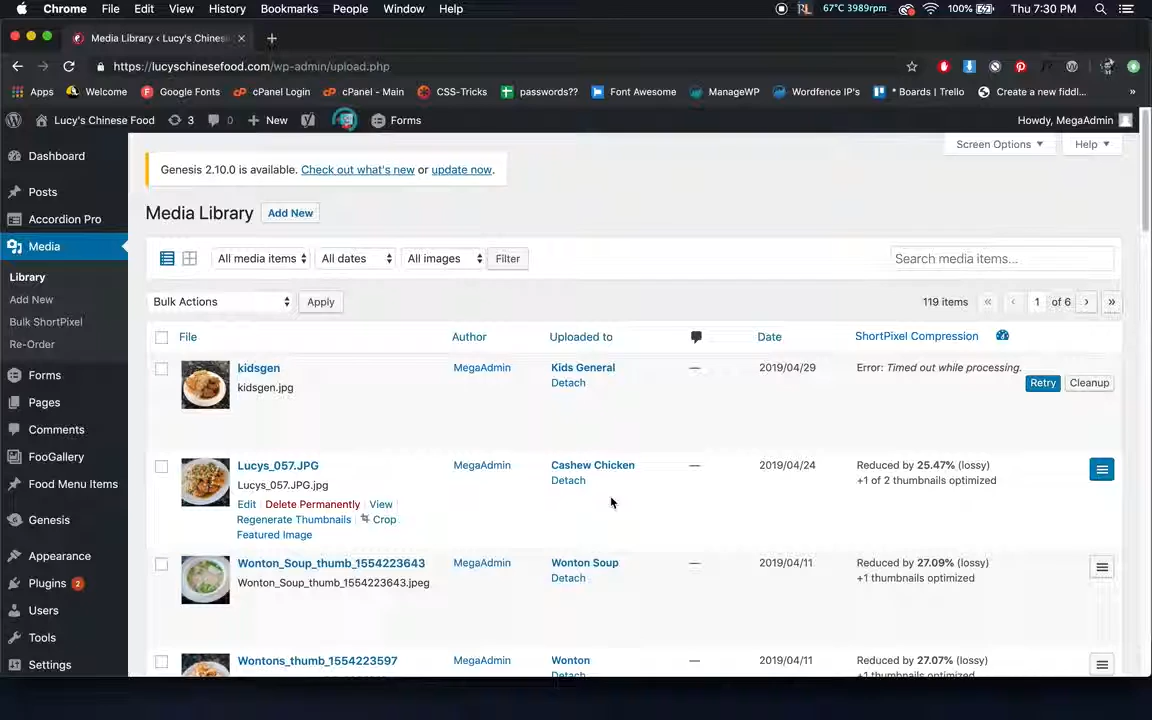 Chrome File Edit View History Bookmarks People Window Help 67°C 3989rpm 100% Thu 7:30 PM
Media Library ‹ Lucy's Chinese
https://lucyschinesefood.com/wp-admin/upload.php
Apps Welcome Google Fonts cPanel Login cPanel - Main CSS-Tricks passwords?? Font Awesome ManageWP Wordfence IP's * Boards | Trello Create a new fiddl... »
Lucy's Chinese Food 3 0 New Forms Howdy, MegaAdmin
Screen Options ▼ Help ▼
Dashboard
Posts
Accordion Pro
Media
Library
Add New
Bulk ShortPixel
Re-Order
Forms
Pages
Comments
FooGallery
Food Menu Items
Genesis
Appearance
Plugins 2
Users
Tools
Settings
Genesis 2.10.0 is available. Check out what's new or update now.
Media Library Add New
All media items All dates All images Filter Search media items...
Bulk Actions Apply 119 items « ‹ 1 of 6 › »
File Author Uploaded to Date ShortPixel Compression
kidsgen MegaAdmin Kids General — 2019/04/29 Error: Timed out while processing.
kidsgen.jpg Detach Retry Cleanup
Lucys_057.JPG MegaAdmin Cashew Chicken — 2019/04/24 Reduced by 25.47% (lossy)
Lucys_057.JPG.jpg Detach +1 of 2 thumbnails optimized
Edit | Delete Permanently | View |
Regenerate Thumbnails | Crop
Featured Image
Wonton_Soup_thumb_1554223643 MegaAdmin Wonton Soup — 2019/04/11 Reduced by 27.09% (lossy)
Wonton_Soup_thumb_1554223643.jpeg Detach +1 thumbnails optimized
Wontons_thumb_1554223597 MegaAdmin Wonton — 2019/04/11 Reduced by 27.07% (lossy)
Detach +1 thumbnails optimized